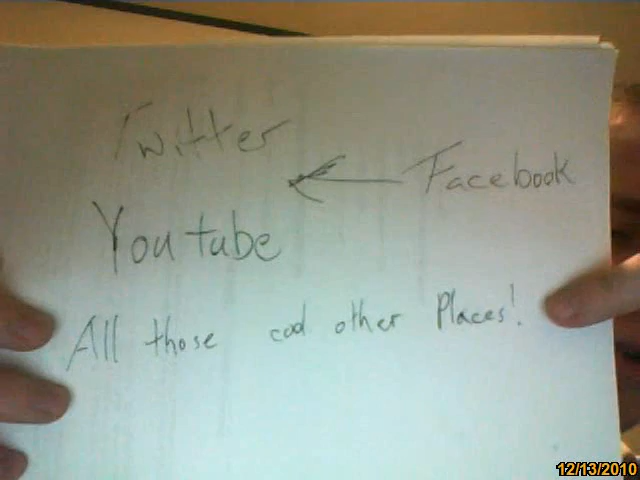 Twitter
Facebook
Youtube
All those cool other Places!
12/13/2010